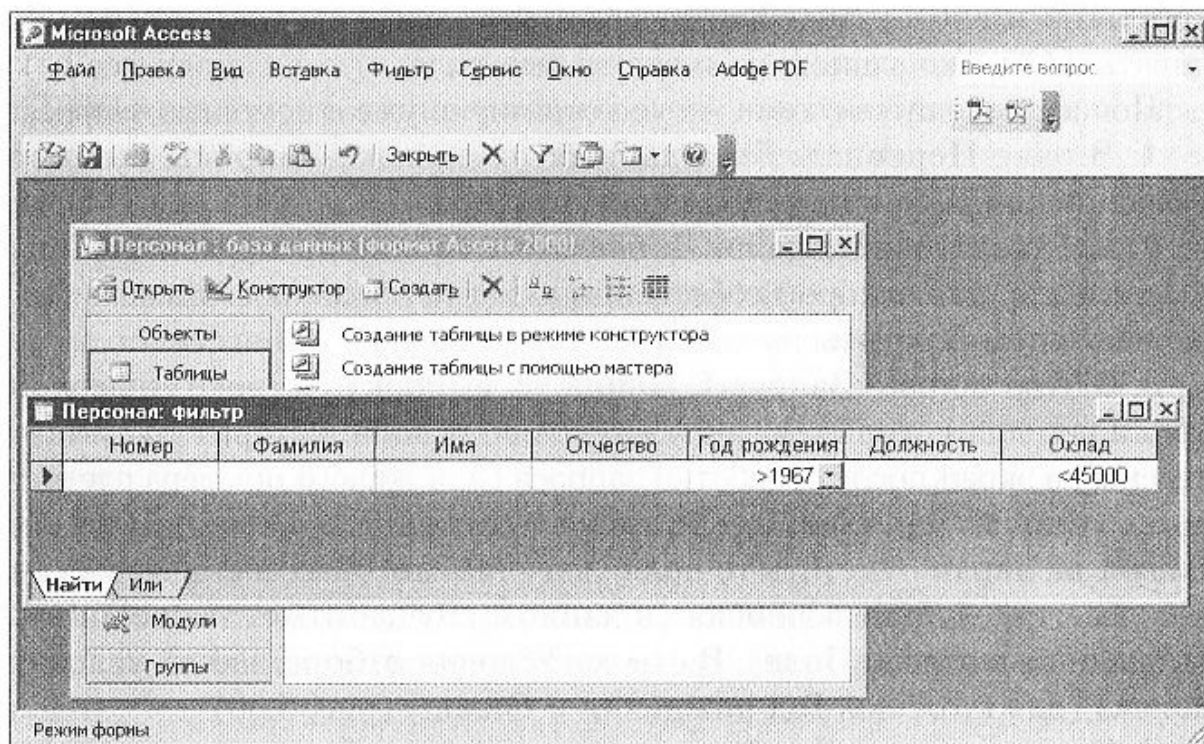 Microsoft Access
Файл Правка Вид Вставка Фильтр Сервис Окно Справка Adobe PDF Введите вопрос
Закрыть
Персонал : база данных (формат Access 2000)
Открыть Конструктор Создать
Объекты
Создание таблицы в режиме конструктора
Таблицы
Создание таблицы с помощью мастера
Персонал: фильтр
Номер Фамилия Имя Отчество Год рождения Должность Оклад
>1967 <45000
Найти Или
Модули
Группы
Режим формы